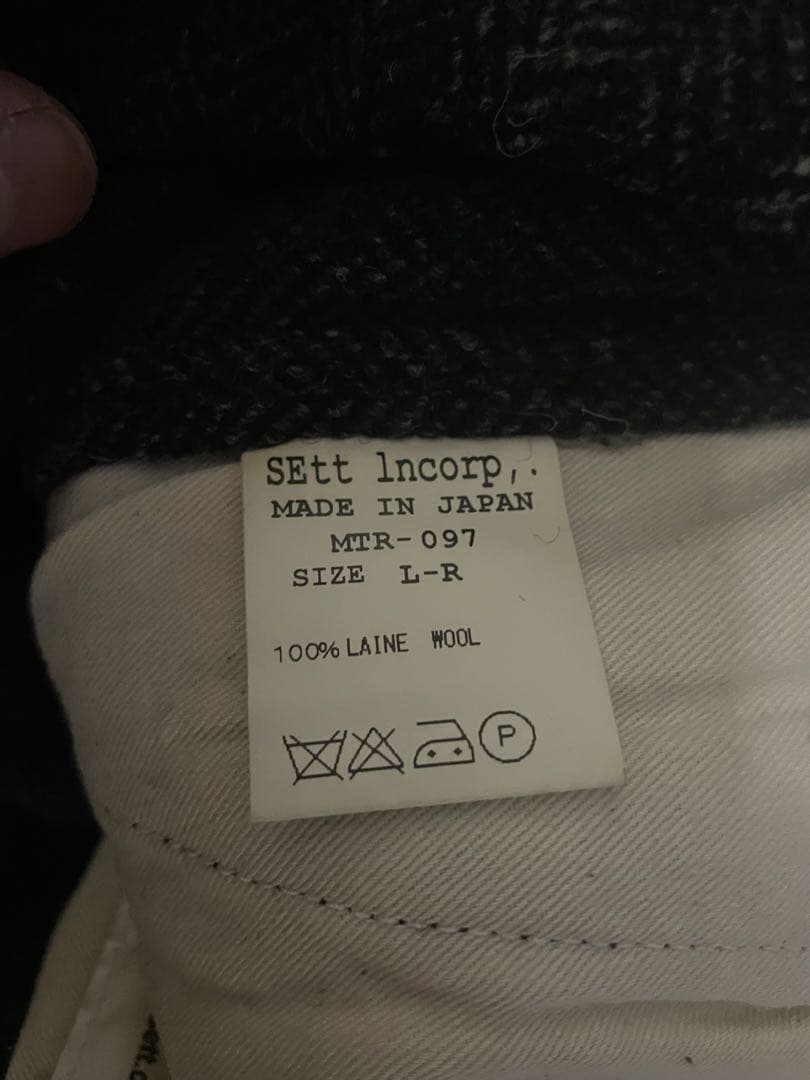 SEtt lncorp,.
MADE IN JAPAN
MTR-097
SIZE L-R
100% LAINE WOOL
P